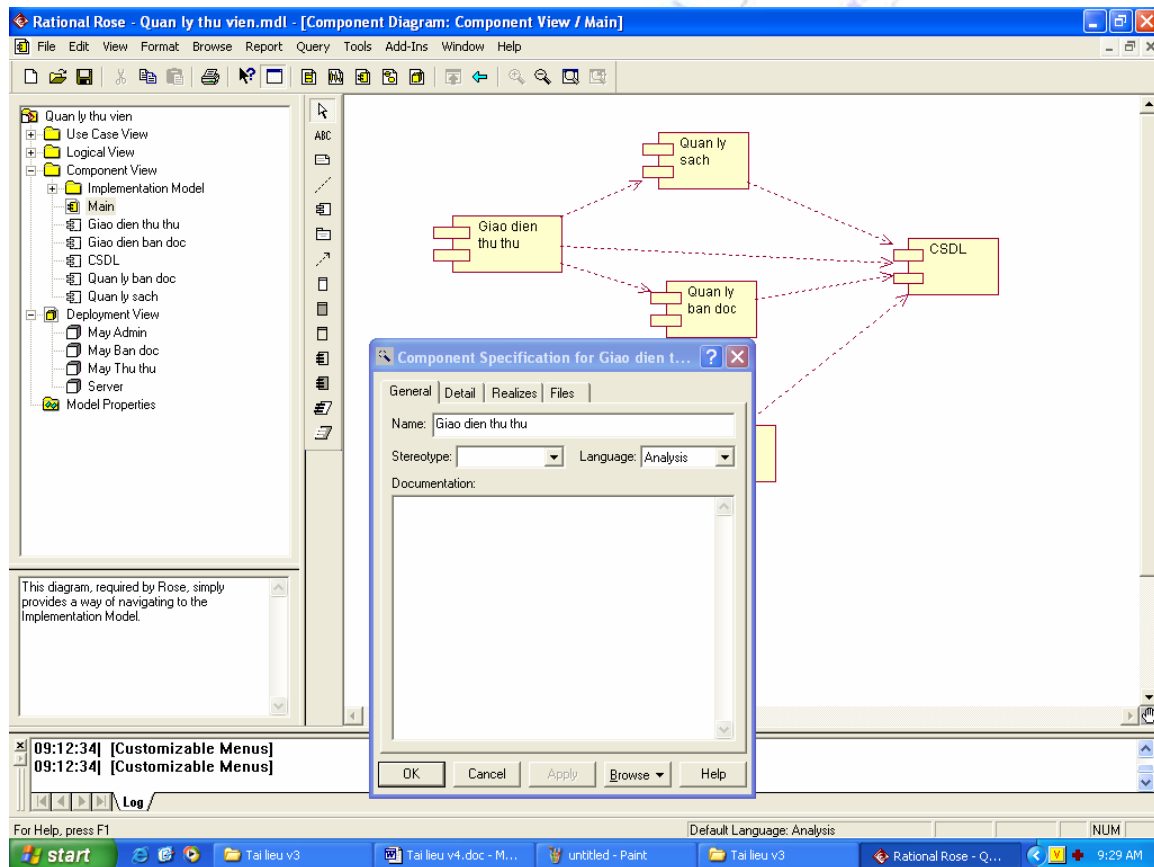 Rational Rose - Quan ly thu vien.mdl - [Component Diagram: Component View / Main]
File Edit View Format Browse Report Query Tools Add-Ins Window Help
Quan ly thu vien
Use Case View
Logical View
Component View
Implementation Model
Main
Giao dien thu thu
Giao dien ban doc
CSDL
Quan ly ban doc
Quan ly sach
Deployment View
May Admin
May Ban doc
May Thu thu
Server
Model Properties
ABC
Quan ly
sach
Giao dien
thu thu
CSDL
Quan ly
ban doc
Component Specification for Giao dien t...
General Detail Realizes Files
Name: Giao dien thu thu
Stereotype: Language: Analysis
Documentation:
OK Cancel Apply Browse Help
This diagram, required by Rose, simply
provides a way of navigating to the
Implementation Model.
09:12:34| [Customizable Menus]
09:12:34| [Customizable Menus]
Log
For Help, press F1
Default Language: Analysis
NUM
start
Tai lieu v3
Tai lieu v4.doc - M...
untitled - Paint
Tai lieu v3
Rational Rose - Q...
V
9:29 AM